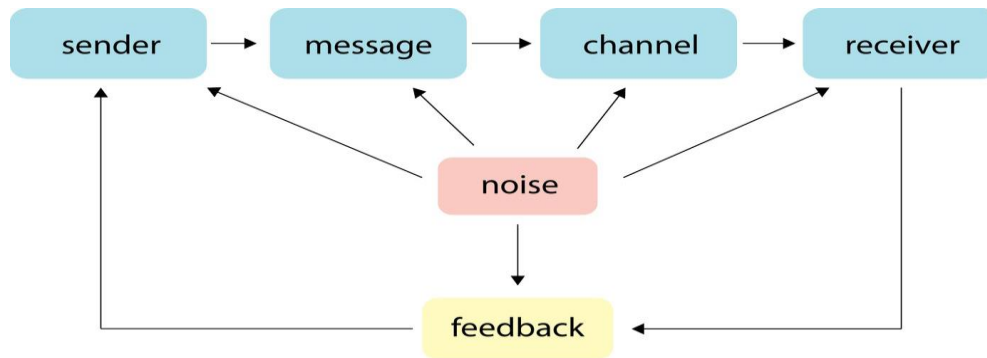 sender
message
channel
receiver
noise
feedback